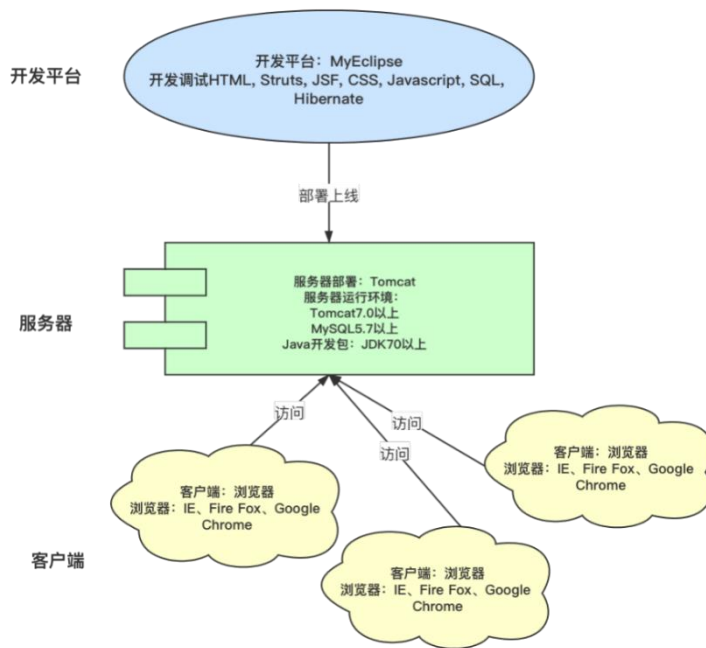 开发平台
开发平台：MyEclipse
开发调试HTML, Struts, JSF, CSS, Javascript, SQL,
Hibernate
部署上线
服务器
服务器部署：Tomcat
服务器运行环境：
Tomcat7.0以上
MySQL5.7以上
Java开发包：JDK70以上
访问
访问
访问
客户端：浏览器
浏览器：IE、Fire Fox、Google
Chrome
客户端：浏览器
浏览器：IE、Fire Fox、Google
Chrome
客户端
客户端：浏览器
浏览器：IE、Fire Fox、Google
Chrome